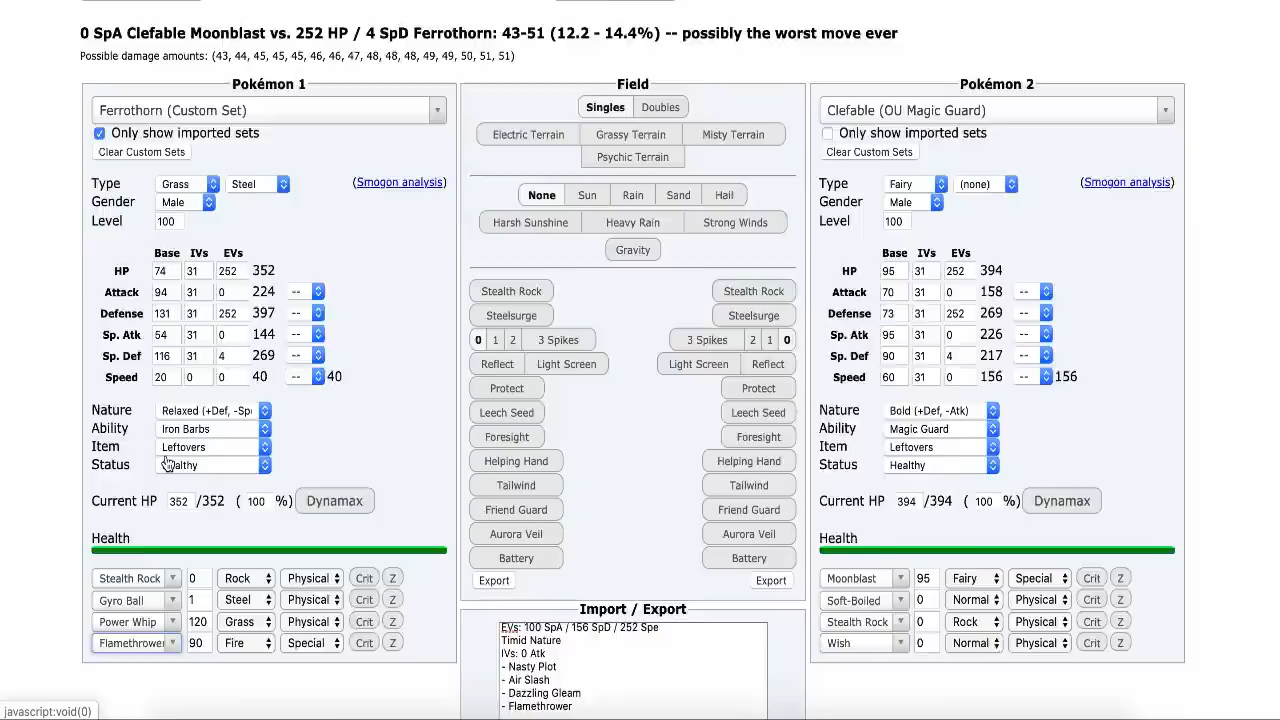 0 SpA Clefable Moonblast vs. 252 HP / 4 SpD Ferrothorn: 43-51 (12.2 - 14.4%) -- possibly the worst move ever
Possible damage amounts: (43, 44, 45, 45, 45, 46, 46, 47, 48, 48, 48, 49, 49, 50, 51, 51)
Pokémon 1
Ferrothorn (Custom Set)
Only show imported sets
Clear Custom Sets
Type Grass Steel (Smogon analysis)
Gender Male
Level 100
Base IVs EVs
HP 74 31 252 352
Attack 94 31 0 224 --
Defense 131 31 252 397 --
Sp. Atk 54 31 0 144 --
Sp. Def 116 31 4 269 --
Speed 20 0 0 40 -- 40
Nature Relaxed (+Def, -Sp
Ability Iron Barbs
Item Leftovers
Status althy
Current HP 352 /352 ( 100 %) Dynamax
Health
Stealth Rock 0 Rock Physical Crit Z
Gyro Ball 1 Steel Physical Crit Z
Power Whip 120 Grass Physical Crit Z
Flamethrower 90 Fire Special Crit Z
Field
Singles Doubles
Electric Terrain Grassy Terrain Misty Terrain
Psychic Terrain
None Sun Rain Sand Hail
Harsh Sunshine Heavy Rain Strong Winds
Gravity
Stealth Rock Stealth Rock
Steelsurge Steelsurge
0 1 2 3 Spikes 3 Spikes 2 1 0
Reflect Light Screen Light Screen Reflect
Protect Protect
Leech Seed Leech Seed
Foresight Foresight
Helping Hand Helping Hand
Tailwind Tailwind
Friend Guard Friend Guard
Aurora Veil Aurora Veil
Battery Battery
Export Export
Import / Export
EVs: 100 SpA / 156 SpD / 252 Spe
Timid Nature
IVs: 0 Atk
- Nasty Plot
- Air Slash
- Dazzling Gleam
- Flamethrower
Pokémon 2
Clefable (OU Magic Guard)
Only show imported sets
Clear Custom Sets
Type Fairy (none) (Smogon analysis)
Gender Male
Level 100
Base IVs EVs
HP 95 31 252 394
Attack 70 31 0 158 --
Defense 73 31 252 269 --
Sp. Atk 95 31 0 226 --
Sp. Def 90 31 4 217 --
Speed 60 31 0 156 -- 156
Nature Bold (+Def, -Atk)
Ability Magic Guard
Item Leftovers
Status Healthy
Current HP 394 /394 ( 100 %) Dynamax
Health
Moonblast 95 Fairy Special Crit Z
Soft-Boiled 0 Normal Physical Crit Z
Stealth Rock 0 Rock Physical Crit Z
Wish 0 Normal Physical Crit Z
javascript:void(0)